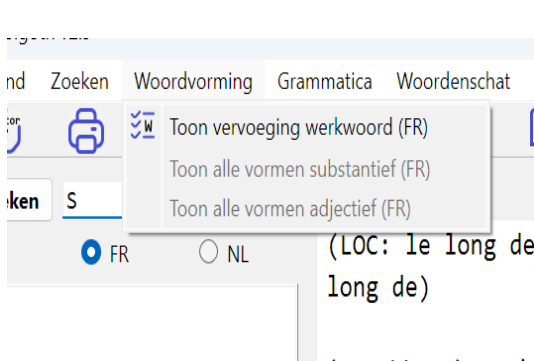 nd Zoeken Woordvorming Grammatica Woordenschat
W Toon vervoeging werkwoord (FR)
Toon alle vormen substantief (FR)
Toon alle vormen adjectief (FR)
ken S
FR NL
(LOC: le long de
long de)